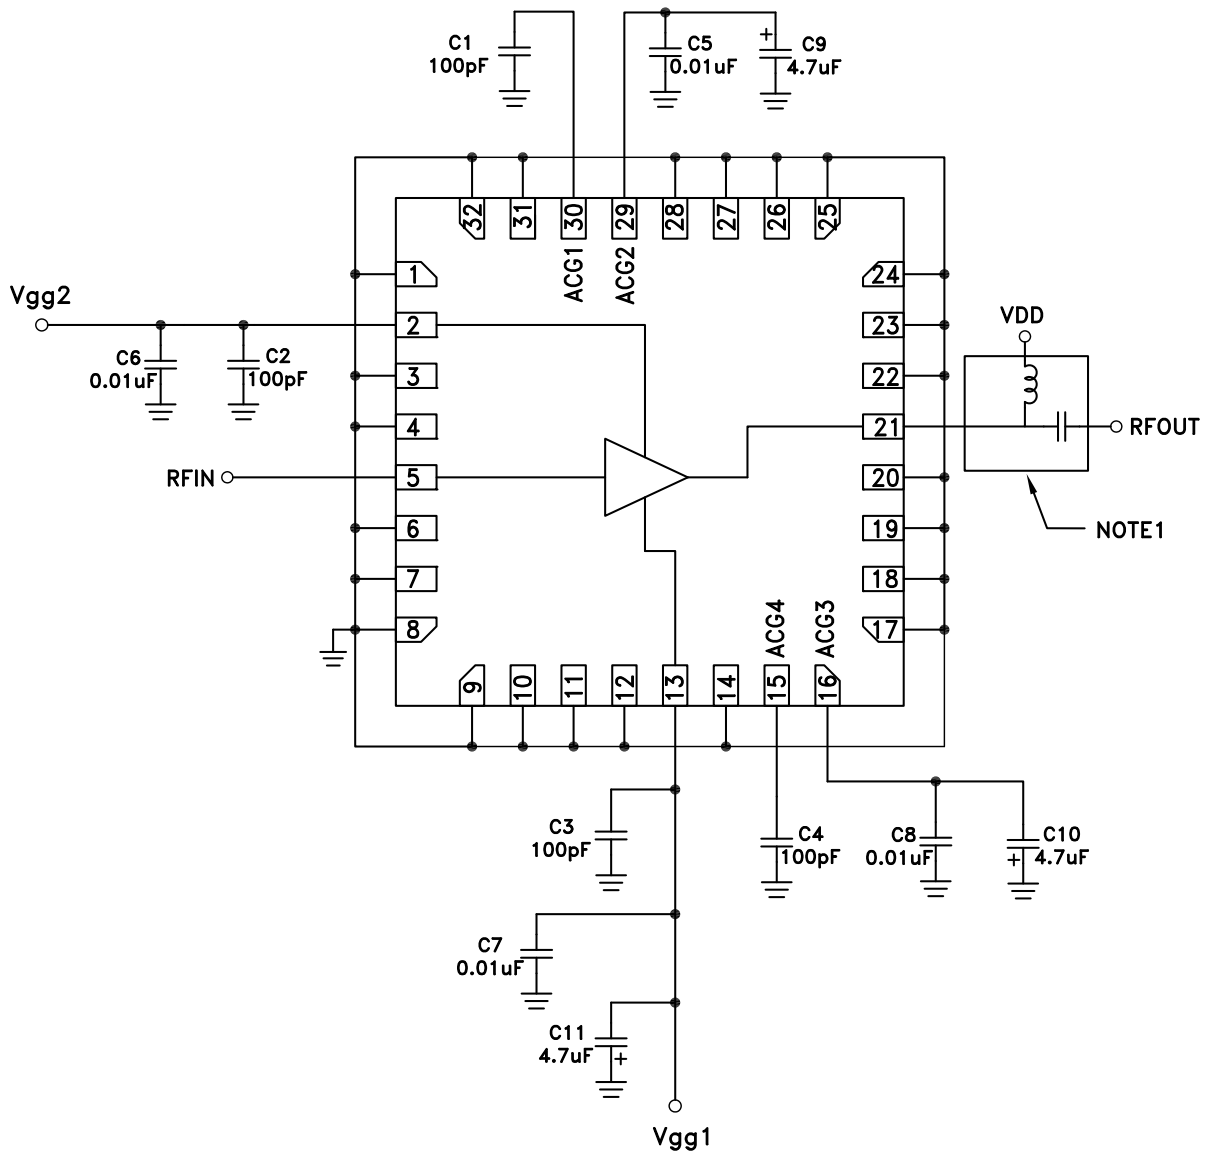 C1
100pF
C5
0.01uF
+
C9
4.7uF
32
31
30
29
28
27
26
25
ACG1
ACG2
1
2
3
4
5
6
7
8
24
23
22
21
20
19
18
17
Vgg2
C6
0.01uF
C2
100pF
RFIN
VDD
RFOUT
NOTE1
ACG4
ACG3
9
10
11
12
13
14
15
16
C3
100pF
C4
100pF
C8
0.01uF
C10
+ 4.7uF
C7
0.01uF
C11
4.7uF +
Vgg1